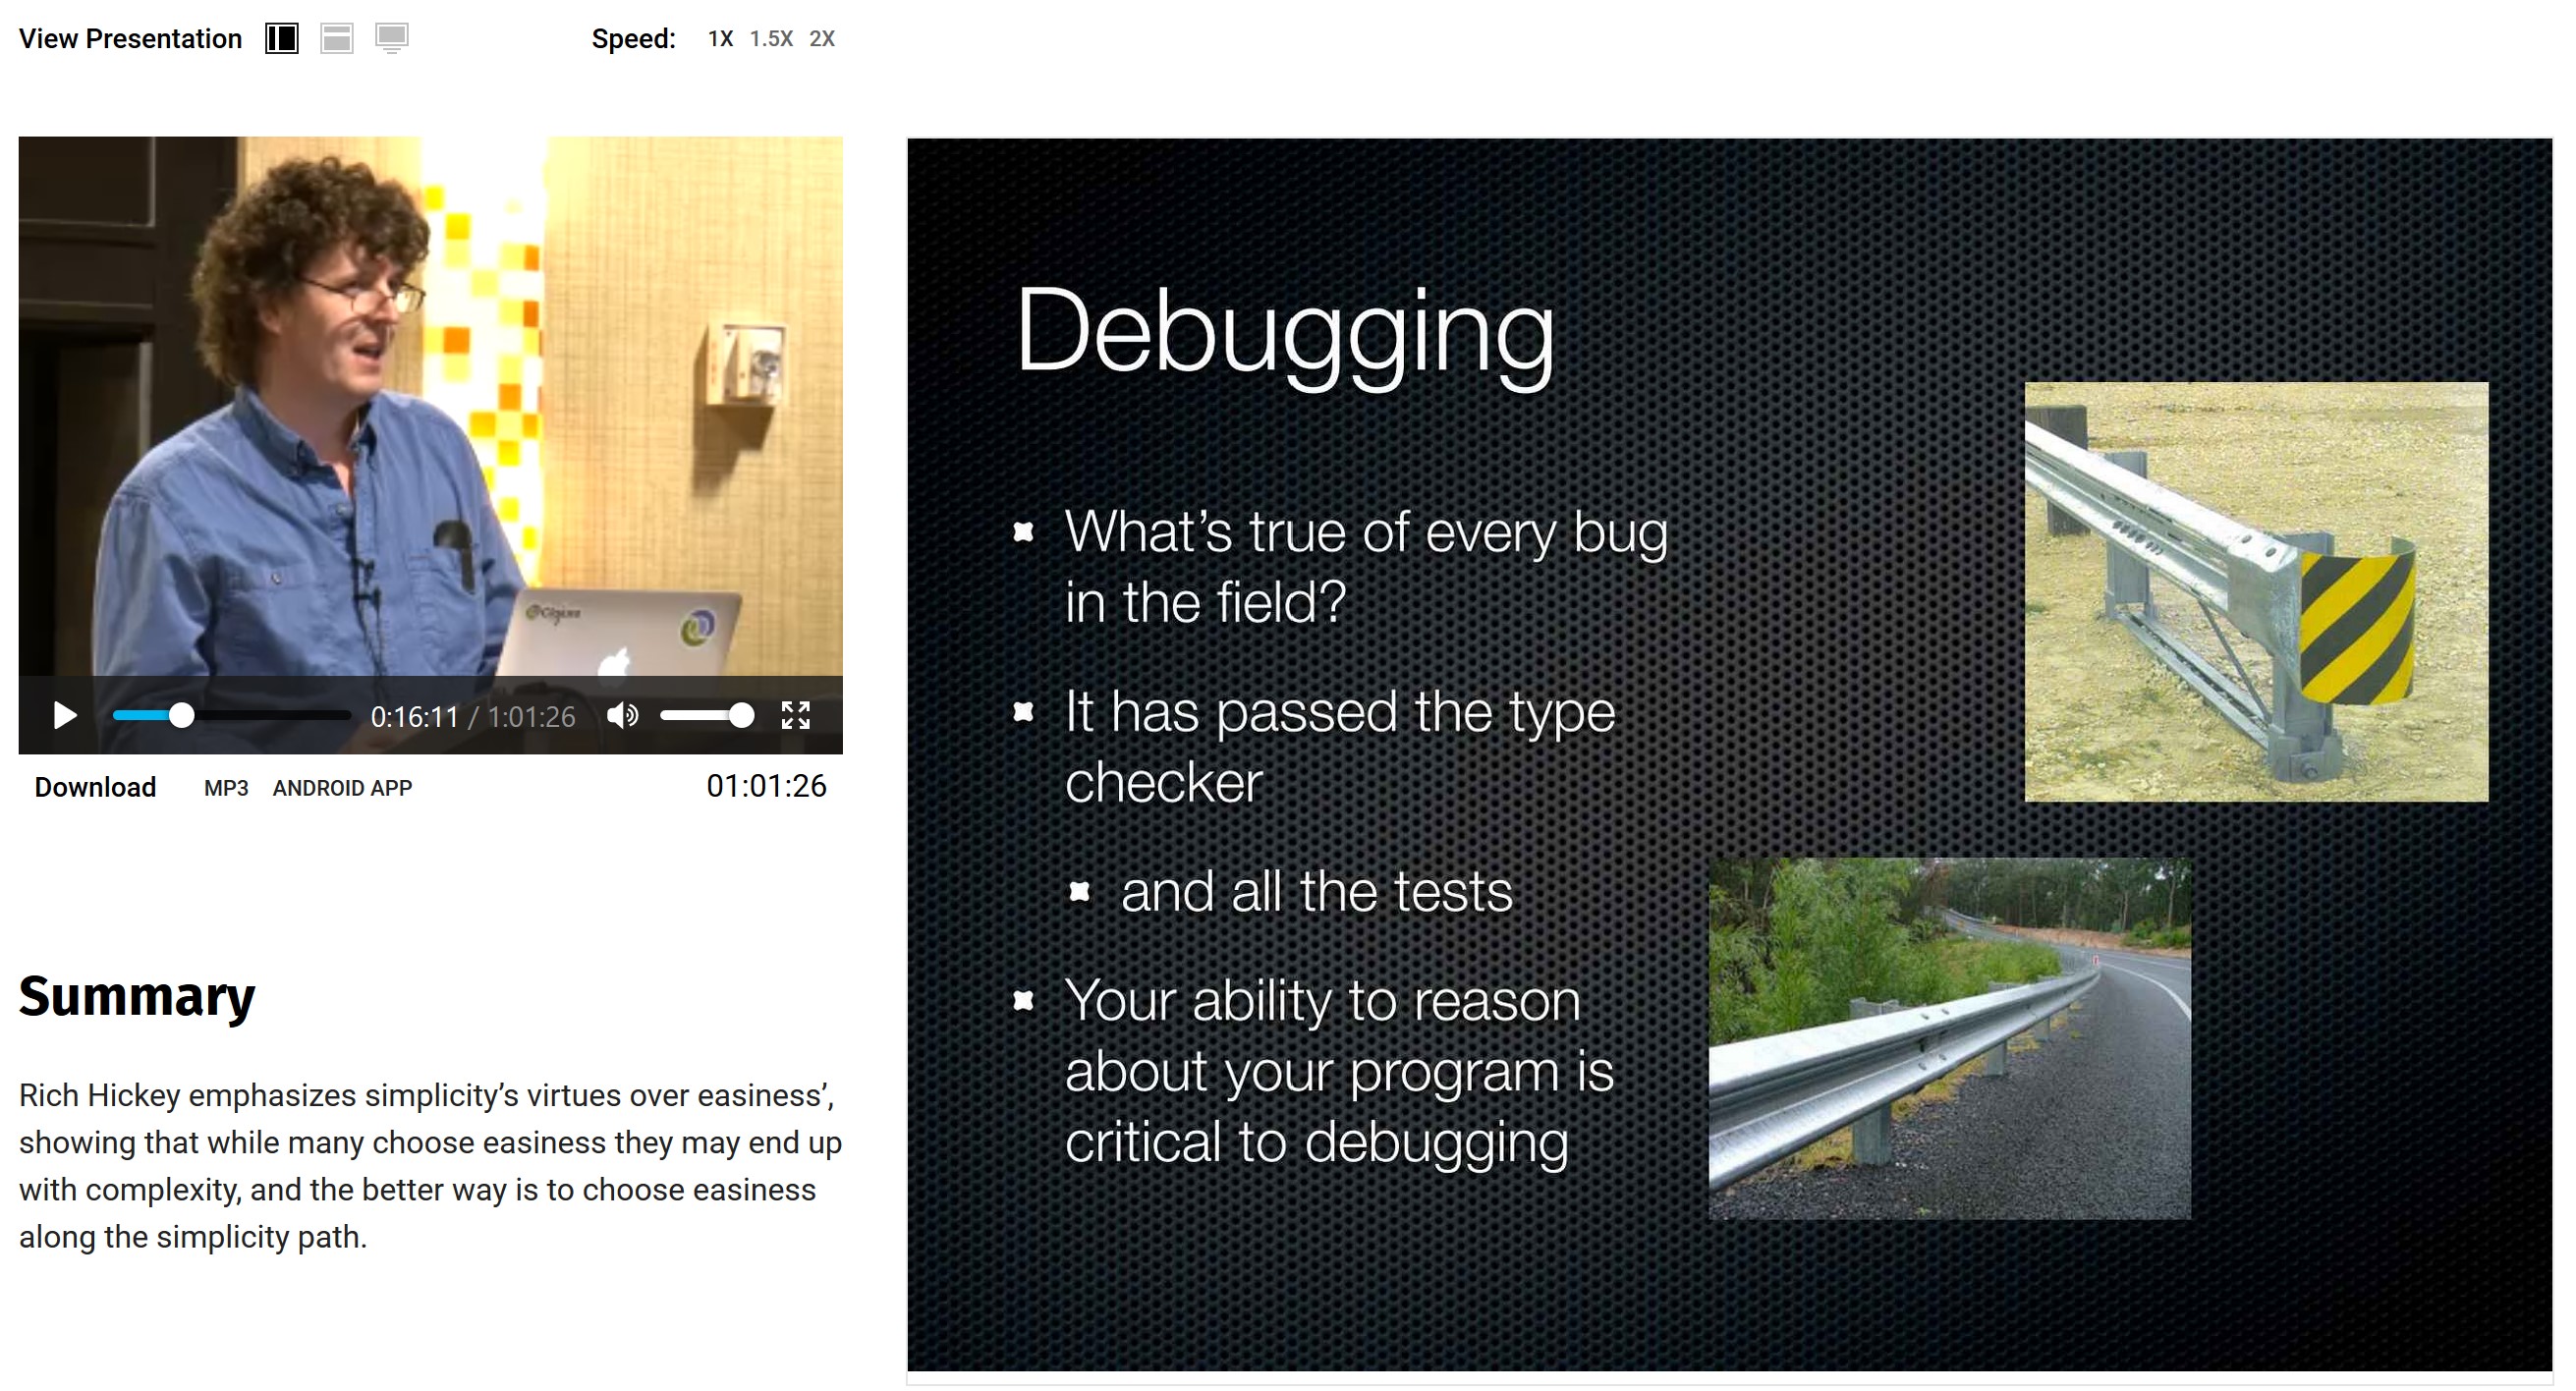 View Presentation
Speed: 1X 1.5X 2X
0:16:11 / 1:01:26
Download MP3 ANDROID APP 01:01:26
Summary
Rich Hickey emphasizes simplicity’s virtues over easiness’,
showing that while many choose easiness they may end up
with complexity, and the better way is to choose easiness
along the simplicity path.
Debugging
What’s true of every bug
in the field?
It has passed the type
checker
and all the tests
Your ability to reason
about your program is
critical to debugging